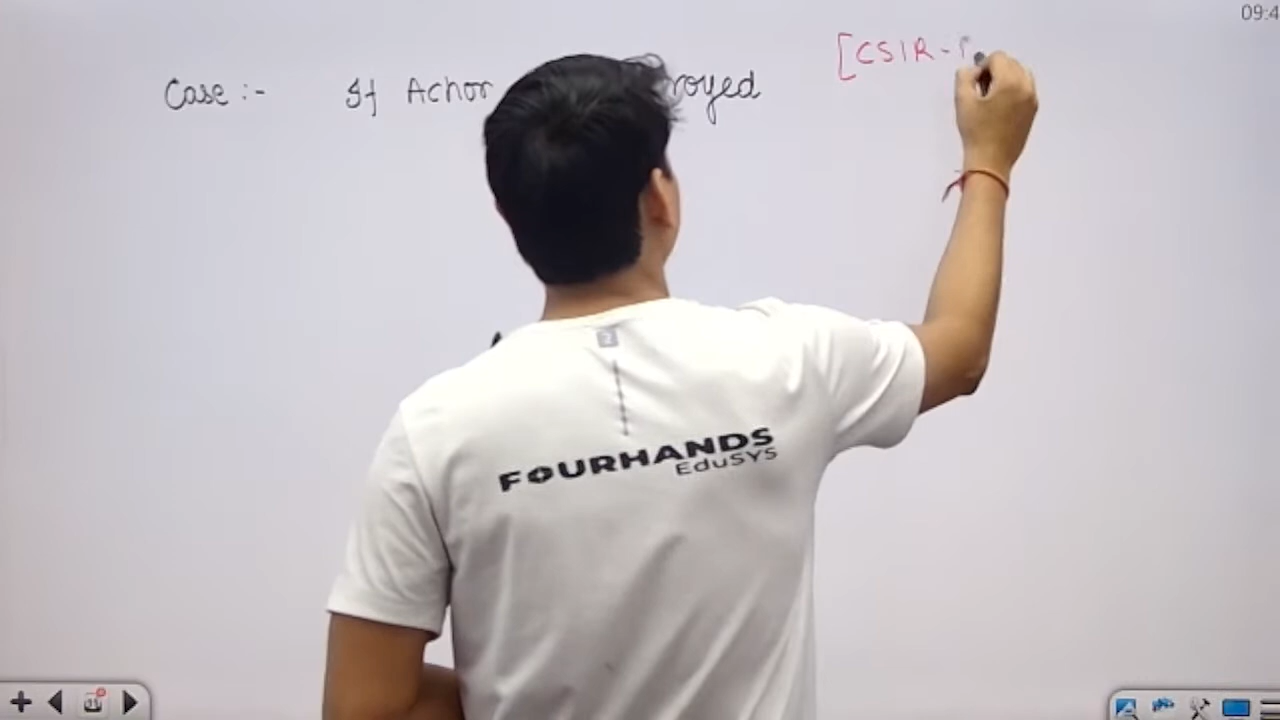 09:4
[CSIR-
Case :- If Achor royed
FOURHANDS
EduSYS